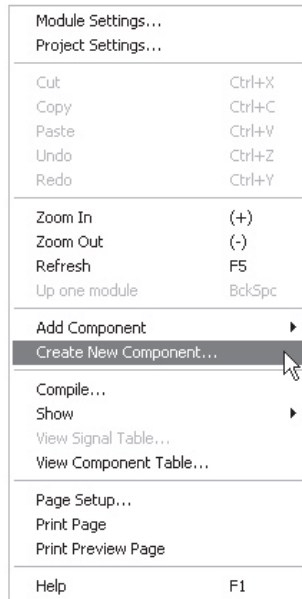 Module Settings...
Project Settings...
Cut Ctrl+X
Copy Ctrl+C
Paste Ctrl+V
Undo Ctrl+Z
Redo Ctrl+Y
Zoom In (+)
Zoom Out (-)
Refresh F5
Up one module BckSpc
Add Component
Create New Component...
Compile...
Show
View Signal Table...
View Component Table...
Page Setup...
Print Page
Print Preview Page
Help F1